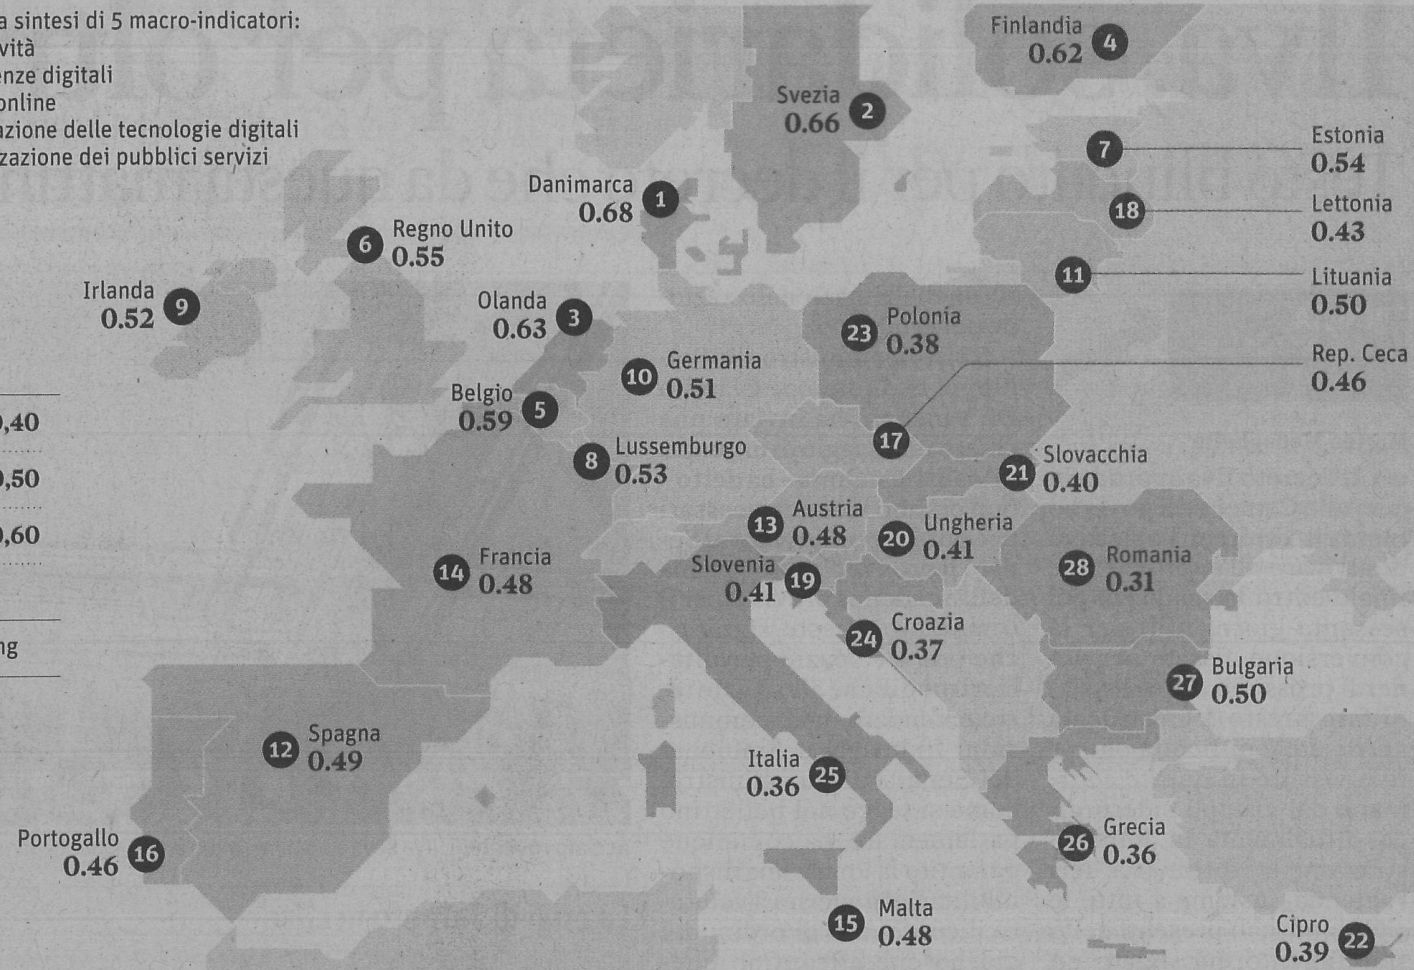 a sintesi di 5 macro-indicatori:
vità
enze digitali
online
azione delle tecnologie digitali
zazione dei pubblici servizi
Finlandia
0.62
4
Svezia
0.66
2
7
Estonia
0.54
Danimarca
0.68
1
18
Lettonia
0.43
6
Regno Unito
0.55
11
Lituania
0.50
Irlanda
0.52
9
Olanda
0.63
3
23
Polonia
0.38
Rep. Ceca
0.46
10
Germania
0.51
Belgio
0.59
5
0,40
0,50
0,60
ng
17
8
Lussemburgo
0.53
21
Slovacchia
0.40
13
Austria
0.48
20
Ungheria
0.41
14
Francia
0.48
Slovenia
0.41
19
28
Romania
0.31
24
Croazia
0.37
27
Bulgaria
0.50
12
Spagna
0.49
Italia
0.36
25
Portogallo
0.46
16
26
Grecia
0.36
15
Malta
0.48
Cipro
0.39
22